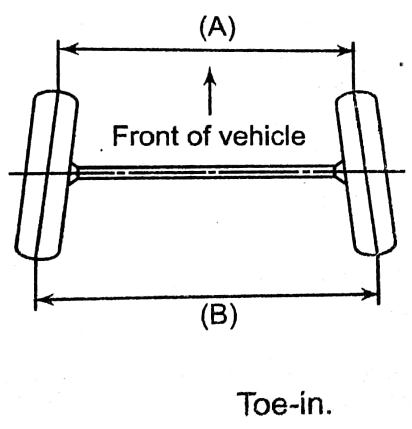 (A)
Front of vehicle
(B)
Toe-in.